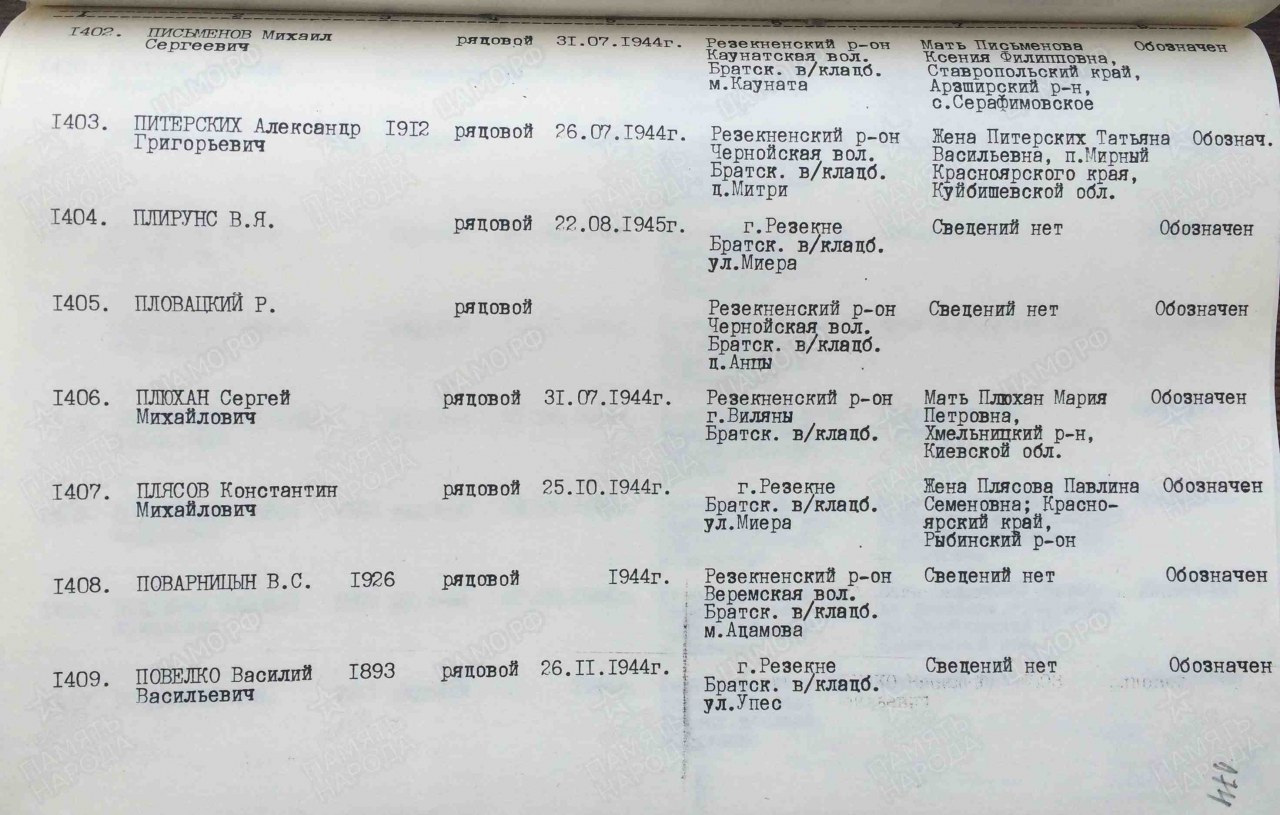 1402. ПИСЬМЕНОВ Михаил рядовой 31.07.1944г. Резекненский р-он Мать Письменова Обозначен
Сергеевич Каунатская вол. Ксения Филипповна,
Братск. в/кладб. Ставропольский край,
м.Кауната Арзширский р-н,
с.Серафимовское
1403. ПИТЕРСКИХ Александр 1912 рядовой 26.07.1944г. Резекненский р-он Жена Питерских Татьяна Обознач.
Григорьевич Чернойская вол. Васильевна, п.Мирный
Братск. в/кладб. Красноярского края,
д.Митри Куйбишевской обл.
1404. ПЛИРУНС В.Я. рядовой 22.08.1945г. г.Резекне Сведений нет Обозначен
Братск. в/кладб.
ул.Миера
1405. ПЛОВАЦКИЙ Р. рядовой Резекненский р-он Сведений нет Обозначен
Чернойская вол.
Братск. в/кладб.
д.Анцы
1406. ПЛЮХАН Сергей рядовой 31.07.1944г. Резекненский р-он Мать Плюхан Мария Обозначен
Михайлович г.Виляны Петровна,
Братск. в/кладб. Хмельницкий р-н,
Киевской обл.
1407. ПЛЯСОВ Константин рядовой 25.10.1944г. г.Резекне Жена Плясова Павлина Обозначен
Михайлович Братск. в/кладб. Семеновна; Красно-
ул.Миера ярский край,
Рыбинский р-он
1408. ПОВАРНИЦЫН В.С. 1926 рядовой 1944г. Резекненский р-он Сведений нет Обозначен
Веремская вол.
Братск. в/кладб.
м.Адамова
1409. ПОВЕЛКО Василий 1893 рядовой 26.11.1944г. г.Резекне Сведений нет Обозначен
Васильевич Братск. в/кладб.
ул.Упес
ПАМЯТЬ НАРОДА
ЦАМО.РФ